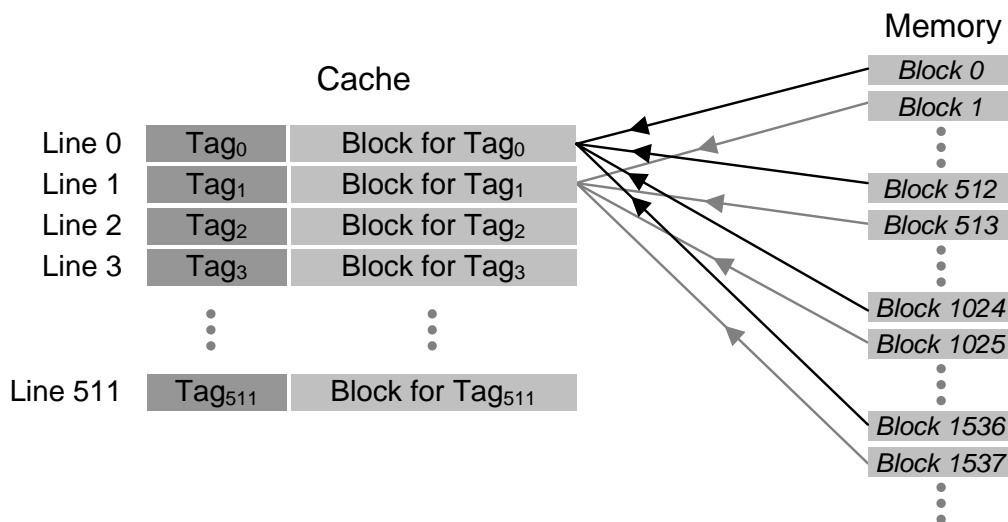 Memory
Cache
Block 0
Block 1
Line 0 Tag₀ Block for Tag₀
Line 1 Tag₁ Block for Tag₁
Block 512
Line 2 Tag₂ Block for Tag₂
Block 513
Line 3 Tag₃ Block for Tag₃
Block 1024
Block 1025
Line 511 Tag₅₁₁ Block for Tag₅₁₁
Block 1536
Block 1537